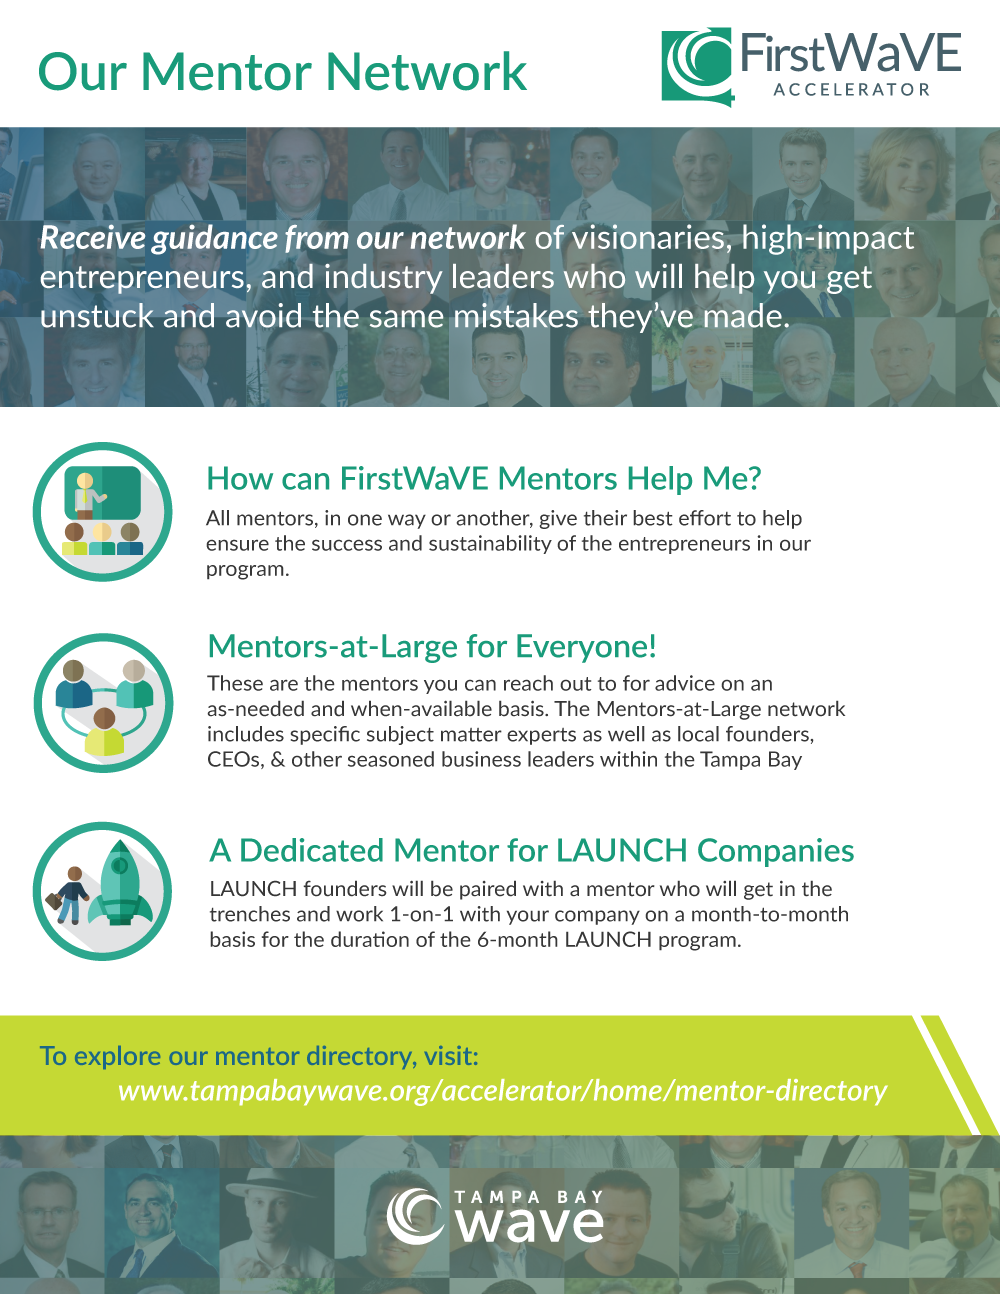 Our Mentor Network
FirstWaVE
ACCELERATOR
Receive guidance from our network of visionaries, high-impact
entrepreneurs, and industry leaders who will help you get
unstuck and avoid the same mistakes they've made.
How can FirstWaVE Mentors Help Me?
All mentors, in one way or another, give their best effort to help
ensure the success and sustainability of the entrepreneurs in our
program.
Mentors-at-Large for Everyone!
These are the mentors you can reach out to for advice on an
as-needed and when-available basis. The Mentors-at-Large network
includes specific subject matter experts as well as local founders,
CEOs, & other seasoned business leaders within the Tampa Bay
A Dedicated Mentor for LAUNCH Companies
LAUNCH founders will be paired with a mentor who will get in the
trenches and work 1-on-1 with your company on a month-to-month
basis for the duration of the 6-month LAUNCH program.
To explore our mentor directory, visit:
www.tampabaywave.org/accelerator/home/mentor-directory
TAMPA BAY
wave